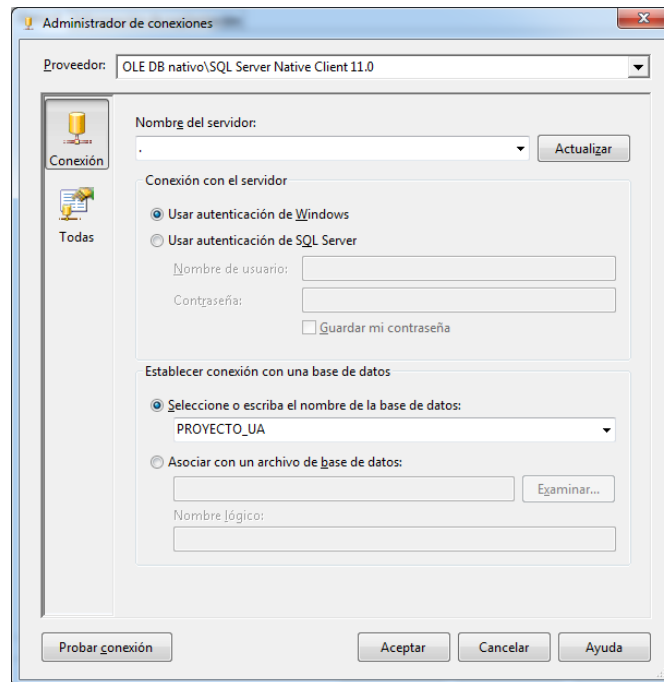 Administrador de conexiones
Proveedor: OLE DB nativo\SQL Server Native Client 11.0
Conexión
Todas
Nombre del servidor:
.
Actualizar
Conexión con el servidor
Usar autenticación de Windows
Usar autenticación de SQL Server
Nombre de usuario:
Contraseña:
Guardar mi contraseña
Establecer conexión con una base de datos
Seleccione o escriba el nombre de la base de datos:
PROYECTO_UA
Asociar con un archivo de base de datos:
Examinar...
Nombre lógico:
Probar conexión Aceptar Cancelar Ayuda